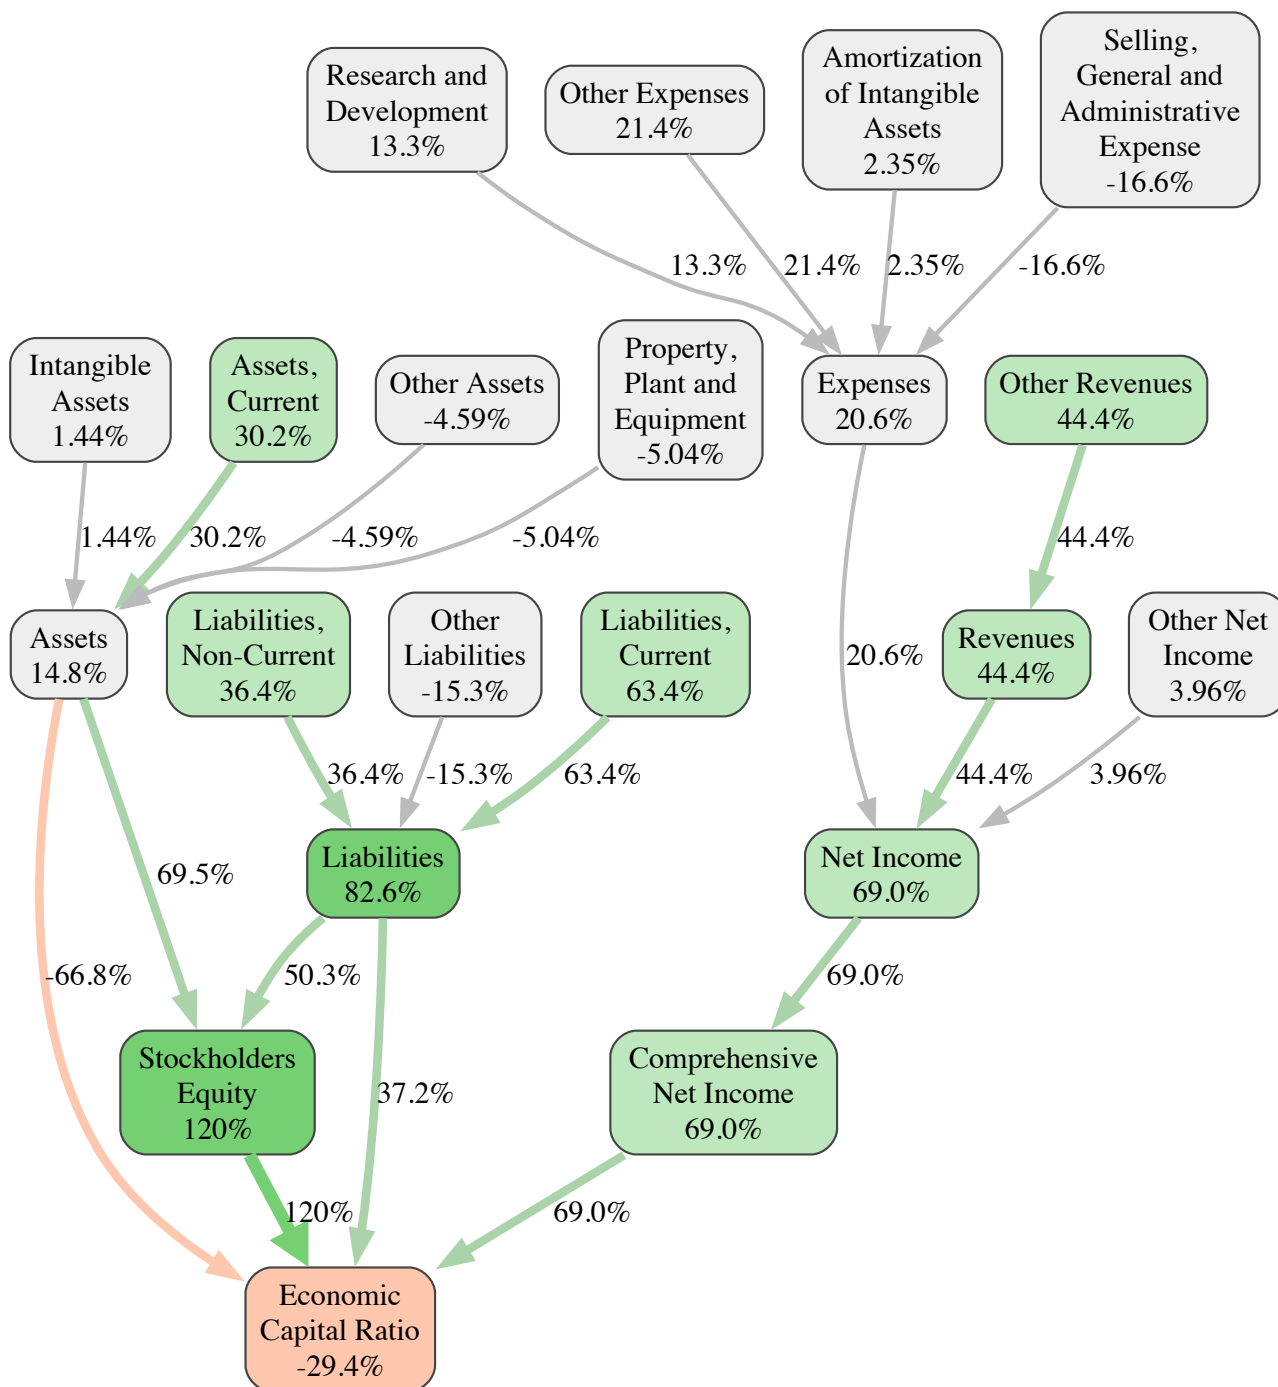 Research and
Development
13.3%
Other Expenses
21.4%
Amortization
of Intangible
Assets
2.35%
Selling,
General and
Administrative
Expense
-16.6%
13.3%
21.4%
2.35%
-16.6%
Intangible
Assets
1.44%
Assets,
Current
30.2%
Other Assets
-4.59%
Property,
Plant and
Equipment
-5.04%
Expenses
20.6%
Other Revenues
44.4%
1.44%
30.2%
-4.59%
-5.04%
44.4%
Assets
14.8%
Liabilities,
Non-Current
36.4%
Other
Liabilities
-15.3%
Liabilities,
Current
63.4%
20.6%
Revenues
44.4%
Other Net
Income
3.96%
36.4%
-15.3%
63.4%
44.4%
3.96%
69.5%
Liabilities
82.6%
Net Income
69.0%
-66.8%
50.3%
69.0%
Stockholders
Equity
120%
37.2%
Comprehensive
Net Income
69.0%
120%
69.0%
Economic
Capital Ratio
-29.4%